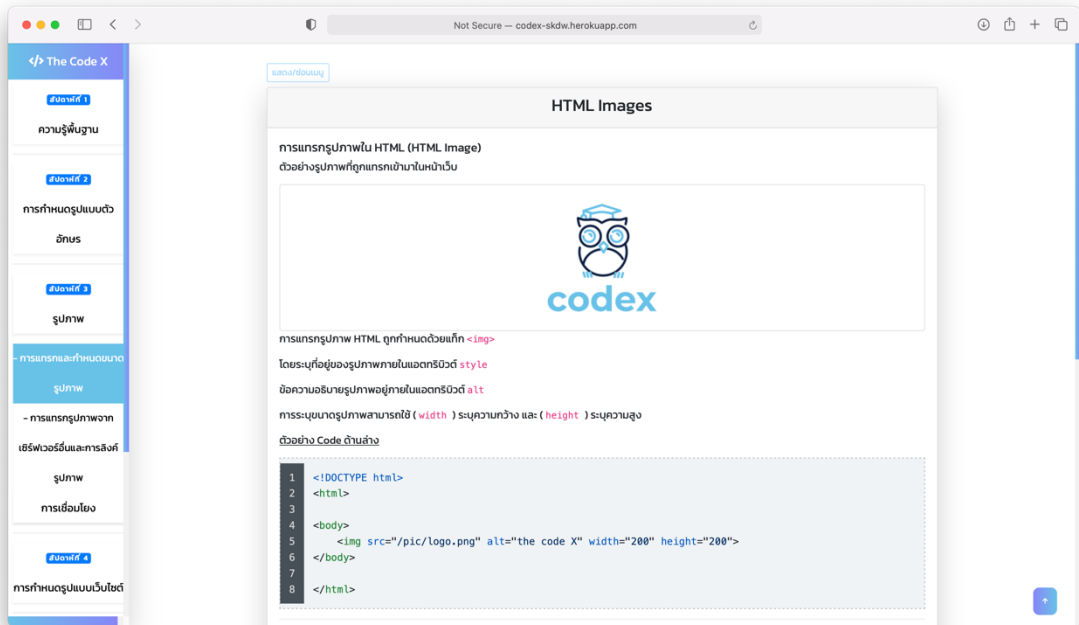 Not Secure — codex-skdw.herokuapp.com
</> The Code X
สัปดาห์ที่ 1
ความรู้พื้นฐาน
สัปดาห์ที่ 2
การกำหนดรูปแบบตัว
อักษร
สัปดาห์ที่ 3
รูปภาพ
- การแทรกและกำหนดขนาด
รูปภาพ
- การแทรกรูปภาพจาก
เซิร์ฟเวอร์อื่นและการลิงค์
รูปภาพ
การเชื่อมโยง
สัปดาห์ที่ 4
การกำหนดรูปแบบเว็บไซต์
แสดง/ซ่อนเมนู
HTML Images
การแทรกรูปภาพใน HTML (HTML Image)
ตัวอย่างรูปภาพที่ถูกแทรกเข้ามาในหน้าเว็บ
codex
การแทรกรูปภาพ HTML ถูกกำหนดด้วยแท็ก <img>
โดยระบุที่อยู่ของรูปภาพภายในแอตทริบิวต์ style
ข้อความอธิบายรูปภาพอยู่ภายในแอตทริบิวต์ alt
การระบุขนาดรูปภาพสามารถใช้ ( width ) ระบุความกว้าง และ ( height ) ระบุความสูง
ตัวอย่าง Code ด้านล่าง
1 <!DOCTYPE html>
2 <html>
3
4 <body>
5 <img src="/pic/logo.png" alt="the code X" width="200" height="200">
6 </body>
7
8 </html>